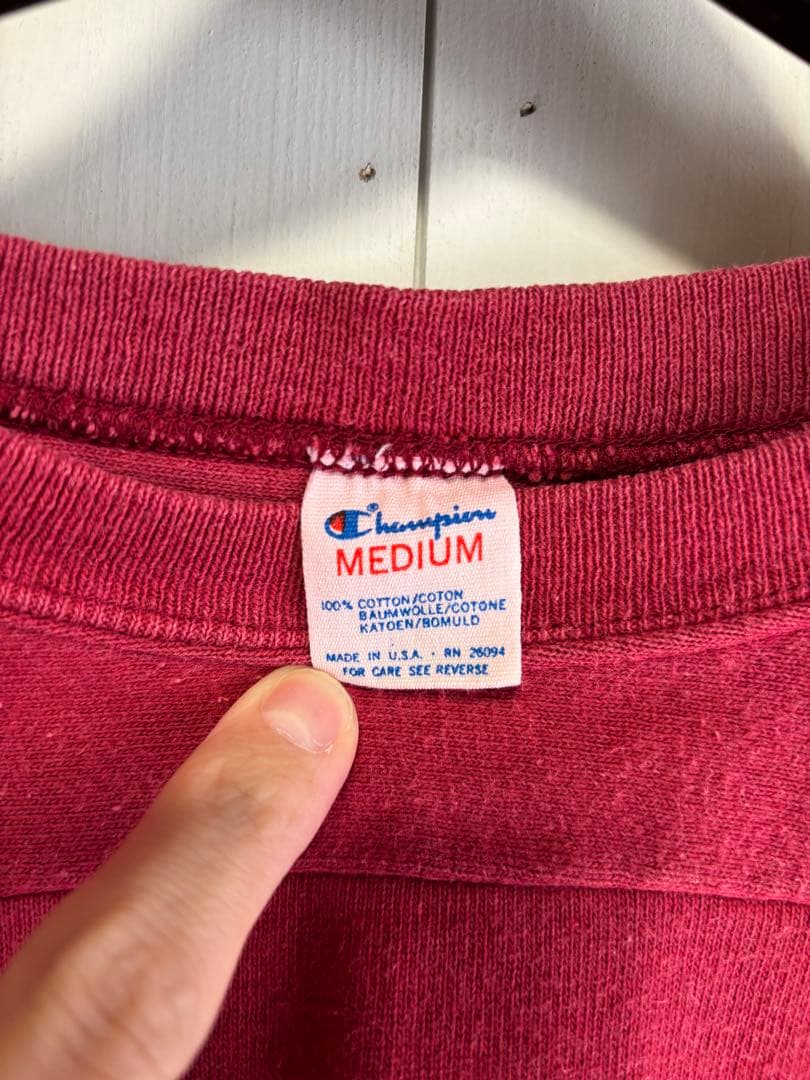 Champion®
MEDIUM
100% COTTON/COTON
BAUMWOLLE/COTONE
KATOEN/BOMULD
MADE IN U.S.A. · RN 26094
FOR CARE SEE REVERSE